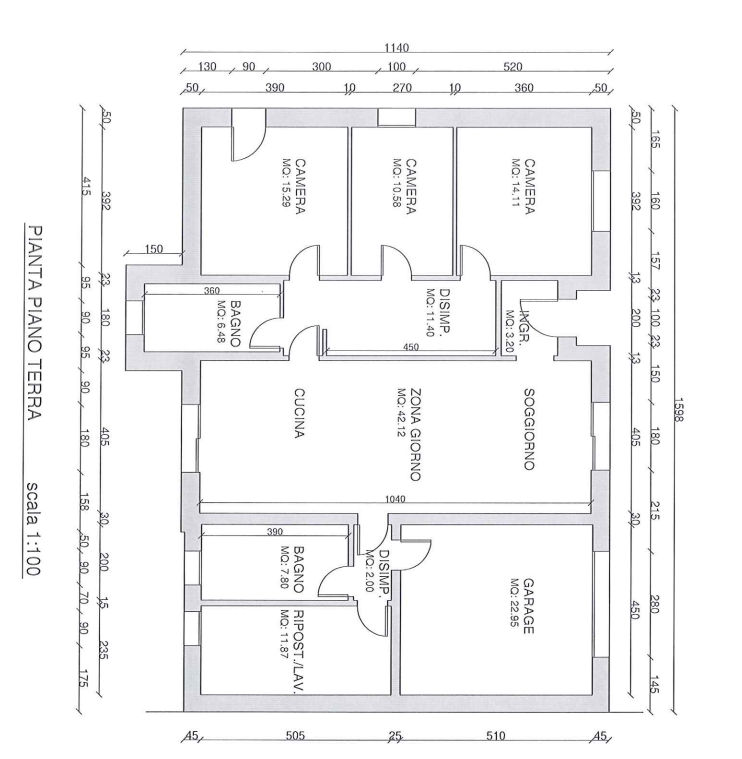 1140
130 90 300 100 520
50 390 10 270 10 360 50
CAMERA
MQ: 15.29
CAMERA
MQ: 10.58
CAMERA
MQ: 14.11
150
360
BAGNO
MQ: 6.48
DISIMP.
MQ: 11.40
450
INGR.
MQ: 3.20
CUCINA
ZONA GIORNO
MQ: 42.12
SOGGIORNO
1040
390
BAGNO
MQ: 7.80
DISIMP.
MQ: 2.00
GARAGE
MQ: 22.95
RIPOST./LAV.
MQ: 11.87
45 505 25 510 45
1598
165 160 157 23 100 23 150 180 215 280 145
50 392 13 200 13 405 30 450
50 392 23 180 23 405 30 200 15 235
415 95 90 95 90 180 158 50 90 70 90 175
PIANTA PIANO TERRA scala 1:100